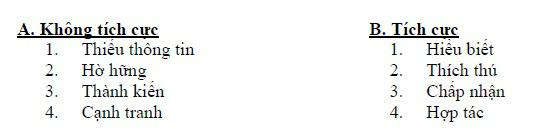 A. Không tích cực
1. Thiếu thông tin
2. Hờ hững
3. Thành kiến
4. Cạnh tranh
B. Tích cực
1. Hiểu biết
2. Thích thú
3. Chấp nhận
4. Hợp tác